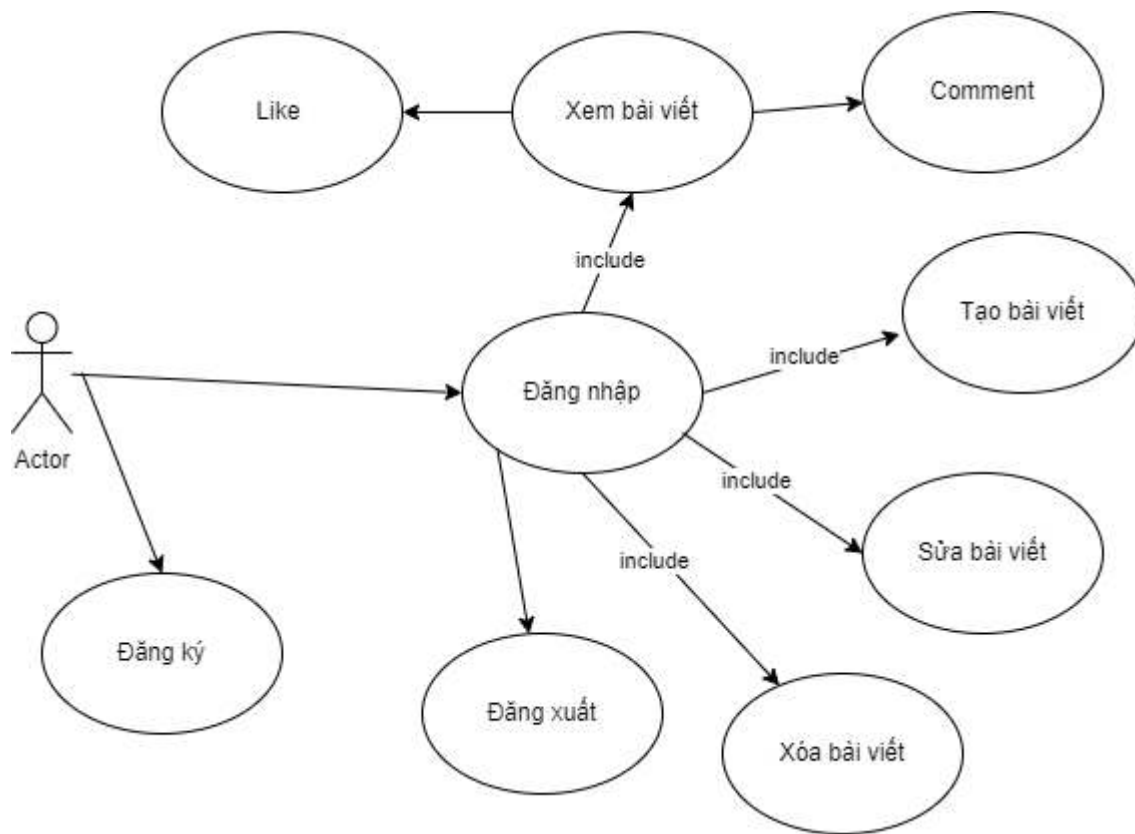 Like
Xem bài viết
Comment
include
Tạo bài viết
include
Đăng nhập
Actor
include
Sửa bài viết
include
Đăng ký
Đăng xuất
Xóa bài viết